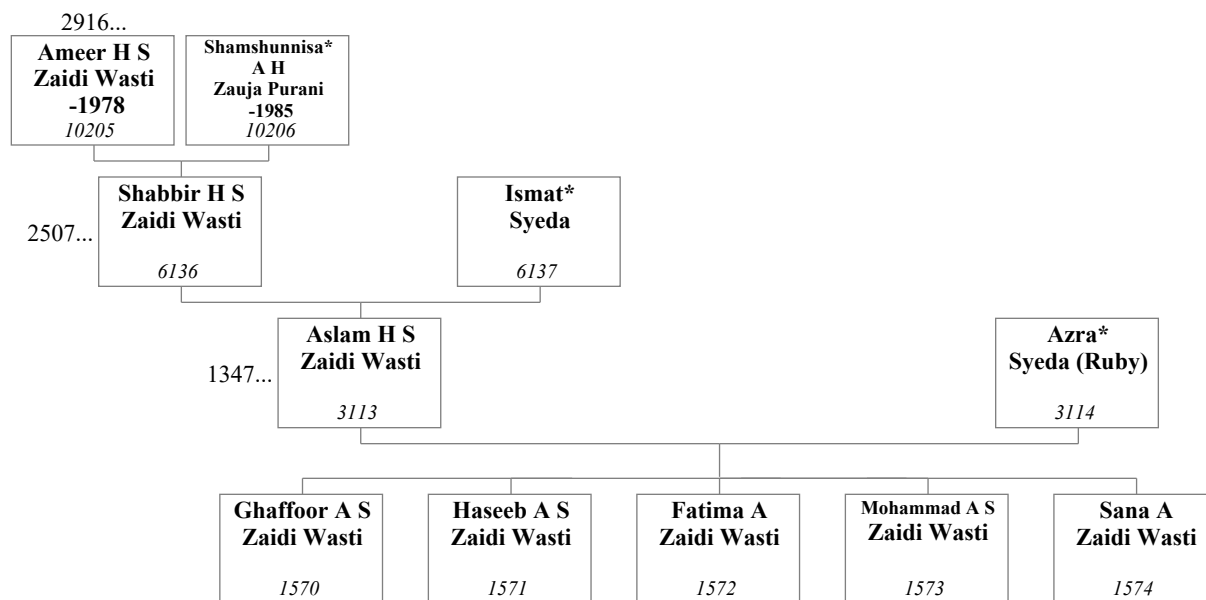 2916...
Ameer H S
Zaidi Wasti
-1978
10205
Shamshunnisa*
A H
Zauja Purani
-1985
10206
2507...
Shabbir H S
Zaidi Wasti
6136
Ismat*
Syeda
6137
1347...
Aslam H S
Zaidi Wasti
3113
Azra*
Syeda (Ruby)
3114
Ghaffoor A S
Zaidi Wasti
1570
Haseeb A S
Zaidi Wasti
1571
Fatima A
Zaidi Wasti
1572
Mohammad A S
Zaidi Wasti
1573
Sana A
Zaidi Wasti
1574